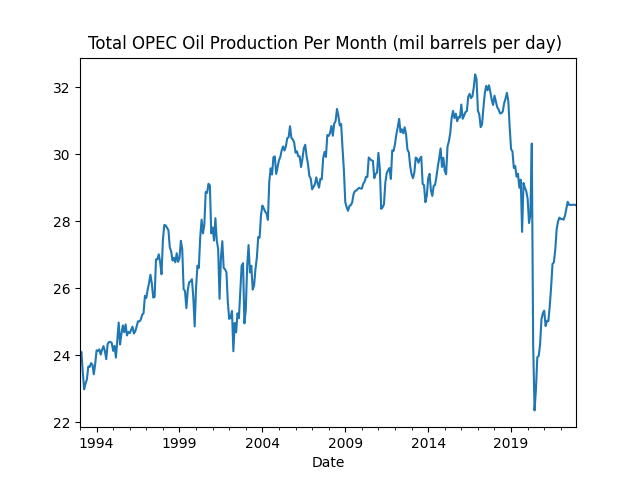 Total OPEC Oil Production Per Month (mil barrels per day)
32
30
28
26
24
22
1994 1999 2004 2009 2014 2019
Date